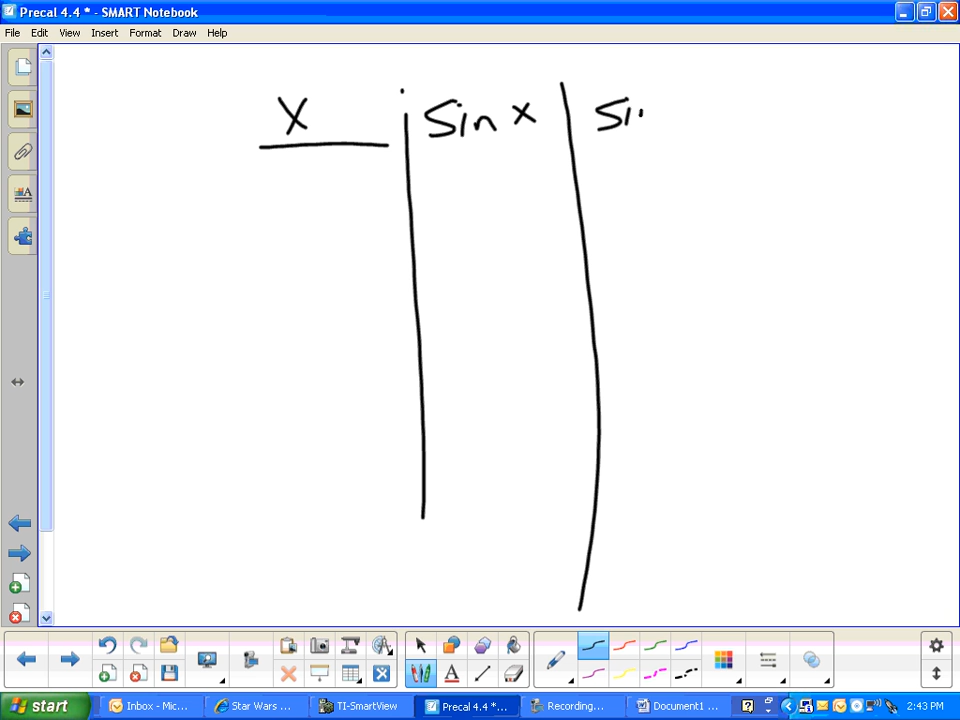 Precal 4.4 * - SMART Notebook
File Edit View Insert Format Draw Help
x sin x si
start Inbox - Mic... Star Wars ... TI-SmartView Precal 4.4 *... Recording... Document1 ... 2:43 PM